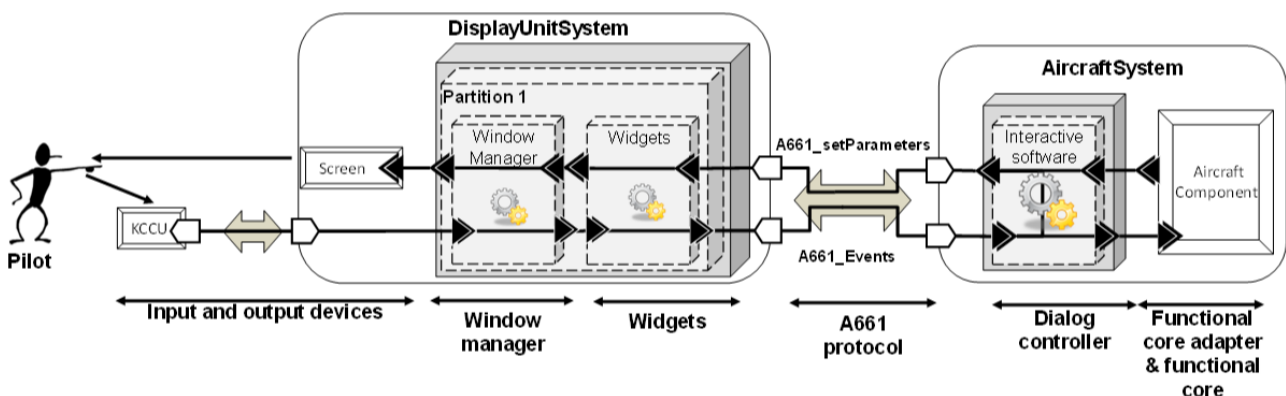 DisplayUnitSystem
AircraftSystem
Partition 1
Window
Manager
Widgets
Screen
KCCU
Pilot
A661_setParameters
A661_Events
Interactive
software
Aircraft
Component
Input and output devices
Window
manager
Widgets
A661
protocol
Dialog
controller
Functional
core adapter
& functional
core